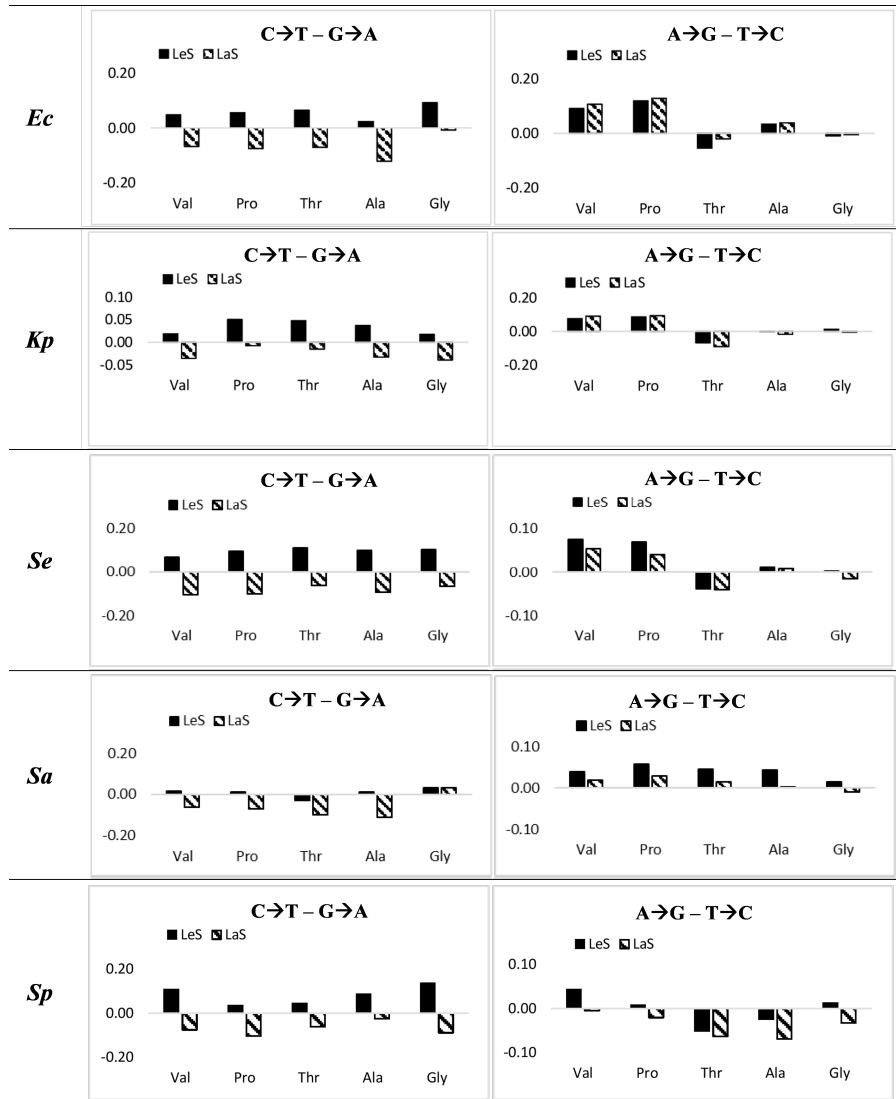 C→T – G→A
LeS LaS
0.20
0.00
-0.20
Val Pro Thr Ala Gly
A→G – T→C
LeS LaS
0.20
0.00
-0.20
Val Pro Thr Ala Gly
Ec
C→T – G→A
LeS LaS
0.10
0.05
0.00
-0.05
Val Pro Thr Ala Gly
A→G – T→C
LeS LaS
0.20
0.00
-0.20
Val Pro Thr Ala Gly
Kp
C→T – G→A
LeS LaS
0.20
0.00
-0.20
Val Pro Thr Ala Gly
A→G – T→C
LeS LaS
0.10
0.00
-0.10
Val Pro Thr Ala Gly
Se
C→T – G→A
LeS LaS
0.20
0.00
-0.20
Val Pro Thr Ala Gly
A→G – T→C
LeS LaS
0.10
0.00
-0.10
Val Pro Thr Ala Gly
Sa
C→T – G→A
LeS LaS
0.20
0.00
-0.20
Val Pro Thr Ala Gly
A→G – T→C
LeS LaS
0.10
0.00
-0.10
Val Pro Thr Ala Gly
Sp